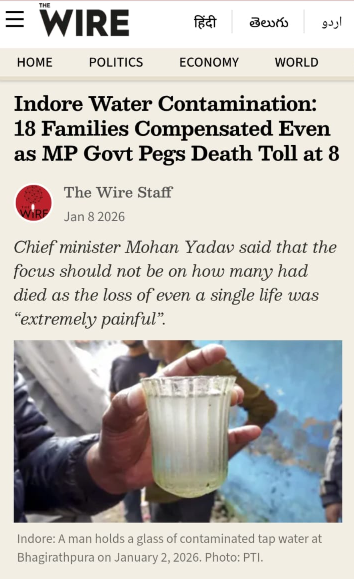 THE
WIRE
हिंदी
తెలుగు
اردو
HOME
POLITICS
ECONOMY
WORLD
Indore Water Contamination:
18 Families Compensated Even
as MP Govt Pegs Death Toll at 8
WiRE
The Wire Staff
Jan 8 2026
Chief minister Mohan Yadav said that the
focus should not be on how many had
died as the loss of even a single life was
“extremely painful”.
Indore: A man holds a glass of contaminated tap water at
Bhagirathpura on January 2, 2026. Photo: PTI.